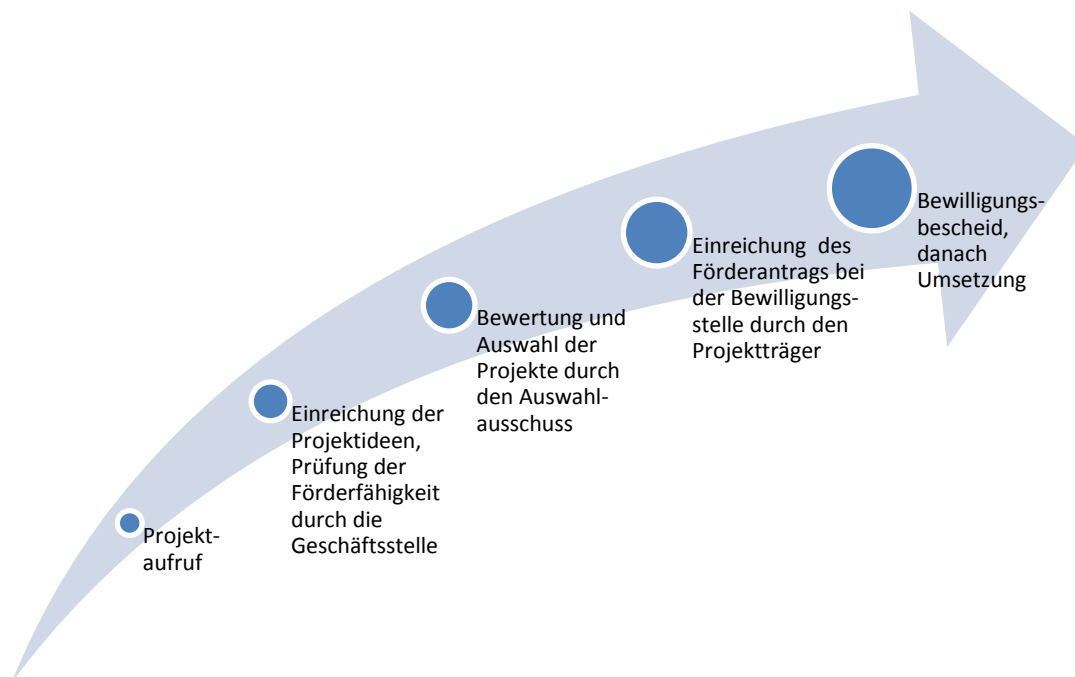 Projekt-
aufruf
Einreichung der
Projektideen,
Prüfung der
Förderfähigkeit
durch die
Geschäftsstelle
Bewertung und
Auswahl der
Projekte durch
den Auswahl-
ausschuss
Einreichung des
Förderantrags bei
der Bewilligungs-
stelle durch den
Projektträger
Bewilligungs-
bescheid,
danach
Umsetzung